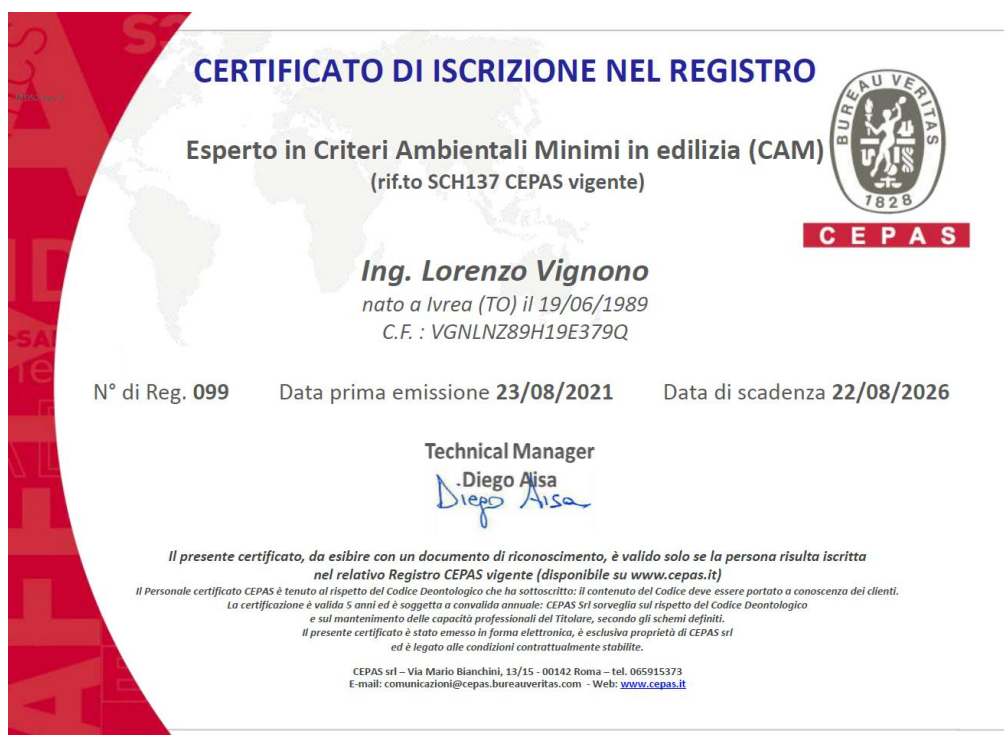 CERTIFICATO DI ISCRIZIONE NEL REGISTRO
BUREAU VERITAS
1828
CEPAS
Esperto in Criteri Ambientali Minimi in edilizia (CAM)
(rif.to SCH137 CEPAS vigente)
Ing. Lorenzo Vignono
nato a Ivrea (TO) il 19/06/1989
C.F. : VGNLNZ89H19E379Q
N° di Reg. 099 Data prima emissione 23/08/2021 Data di scadenza 22/08/2026
Technical Manager
Diego Aisa
Diego Aisa
Il presente certificato, da esibire con un documento di riconoscimento, è valido solo se la persona risulta iscritta
nel relativo Registro CEPAS vigente (disponibile su www.cepas.it)
Il Personale certificato CEPAS è tenuto al rispetto del Codice Deontologico che ha sottoscritto: il contenuto del Codice deve essere portato a conoscenza dei clienti.
La certificazione è valida 5 anni ed è soggetta a convalida annuale: CEPAS Srl sorveglia sul rispetto del Codice Deontologico
e sul mantenimento delle capacità professionali del Titolare, secondo gli schemi definiti.
Il presente certificato è stato emesso in forma elettronica, è esclusiva proprietà di CEPAS srl
ed è legato alle condizioni contrattualmente stabilite.
CEPAS srl – Via Mario Bianchini, 13/15 - 00142 Roma – tel. 065915373
E-mail: comunicazioni@cepas.bureauveritas.com - Web: www.cepas.it